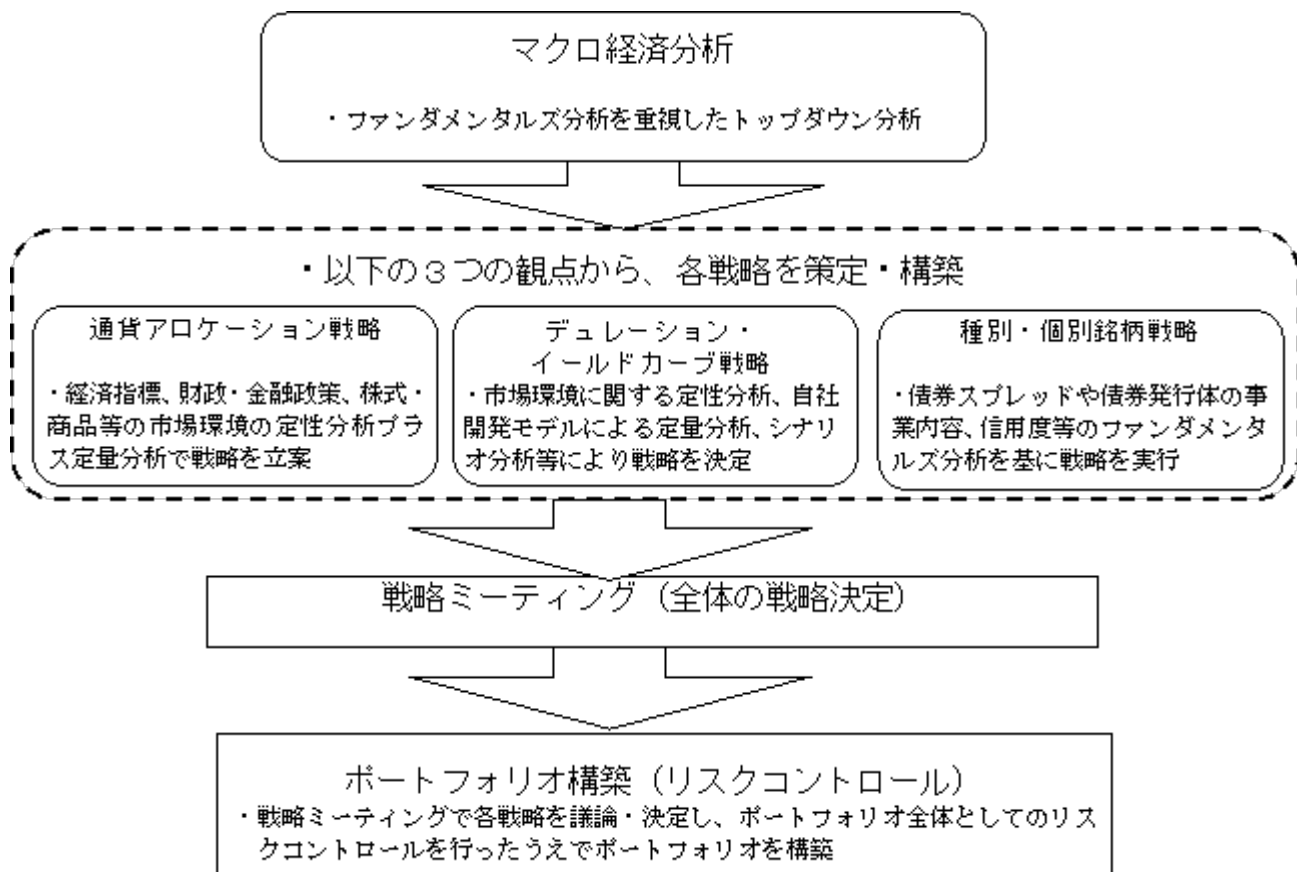 マクロ経済分析
・ファンダメンタルズ分析を重視したトップダウン分析
・以下の３つの観点から、各戦略を策定・構築
通貨アロケーション戦略
・経済指標、財政・金融政策、株式・
商品等の市場環境の定性分析プラ
ス定量分析で戦略を立案
デュレーション・
イールドカーブ戦略
・市場環境に関する定性分析、自社
開発モデルによる定量分析、シナリ
オ分析等により戦略を決定
種別・個別銘柄戦略
・債券スプレッドや債券発行体の事
業内容、信用度等のファンダメンタ
ルズ分析を基に戦略を実行
戦略ミーティング（全体の戦略決定）
ポートフォリオ構築（リスクコントロール）
・戦略ミーティングで各戦略を議論・決定し、ポートフォリオ全体としてのリス
クコントロールを行ったうえでポートフォリオを構築